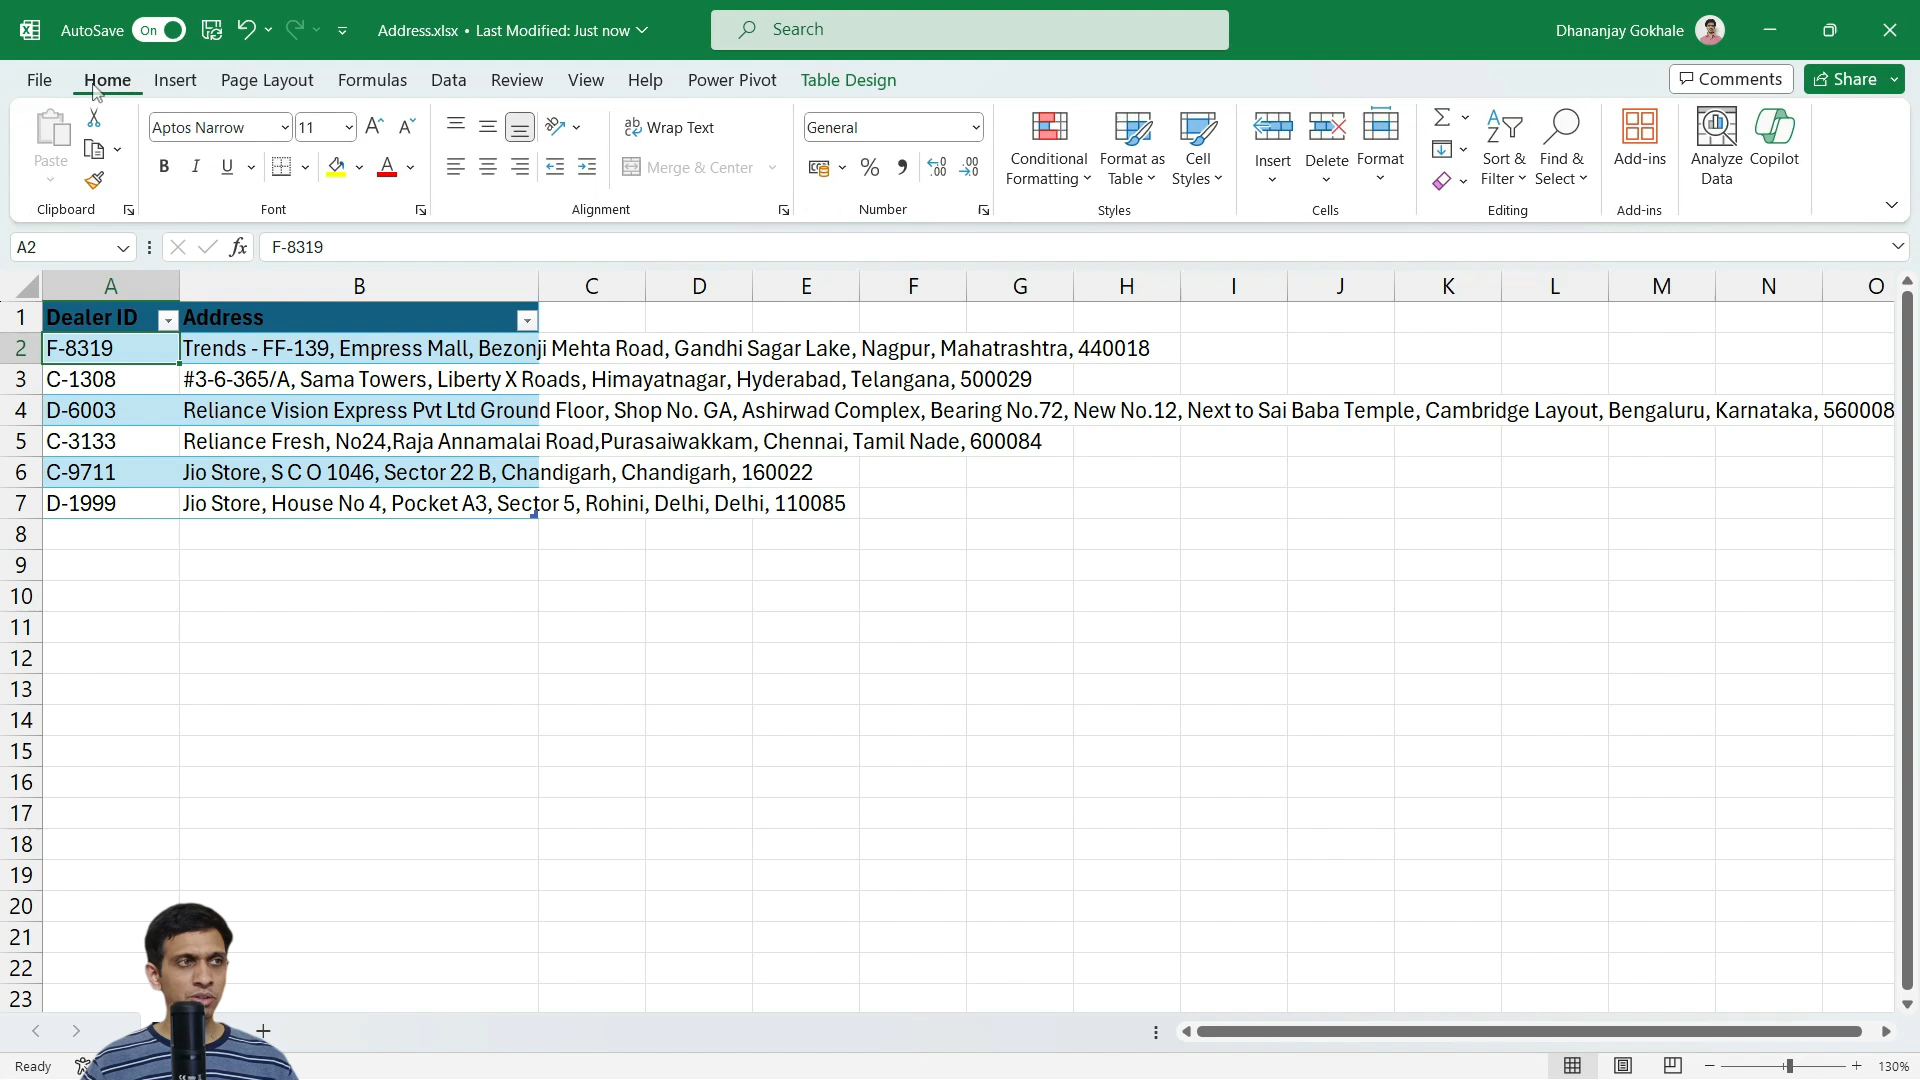 AutoSave On Address.xlsx • Last Modified: Just now Search Dhananjay Gokhale
File Home Insert Page Layout Formulas Data Review View Help Power Pivot Table Design Comments Share
Paste Aptos Narrow 11 Wrap Text General Conditional Formatting Format as Table Cell Styles Insert Delete Format Sort & Filter Find & Select Add-ins Analyze Data Copilot
B I U A Merge & Center % 9
Clipboard Font Alignment Number Styles Cells Editing Add-ins
A2 fx F-8319
A B C D E F G H I J K L M N O
1 Dealer ID Address
2 F-8319 Trends - FF-139, Empress Mall, Bezonji Mehta Road, Gandhi Sagar Lake, Nagpur, Mahatrashtra, 440018
3 C-1308 #3-6-365/A, Sama Towers, Liberty X Roads, Himayatnagar, Hyderabad, Telangana, 500029
4 D-6003 Reliance Vision Express Pvt Ltd Ground Floor, Shop No. GA, Ashirwad Complex, Bearing No.72, New No.12, Next to Sai Baba Temple, Cambridge Layout, Bengaluru, Karnataka, 560008
5 C-3133 Reliance Fresh, No24,Raja Annamalai Road,Purasaiwakkam, Chennai, Tamil Nade, 600084
6 C-9711 Jio Store, S C O 1046, Sector 22 B, Chandigarh, Chandigarh, 160022
7 D-1999 Jio Store, House No 4, Pocket A3, Sector 5, Rohini, Delhi, Delhi, 110085
8
9
10
11
12
13
14
15
16
17
18
19
20
21
22
23
Ready 130%